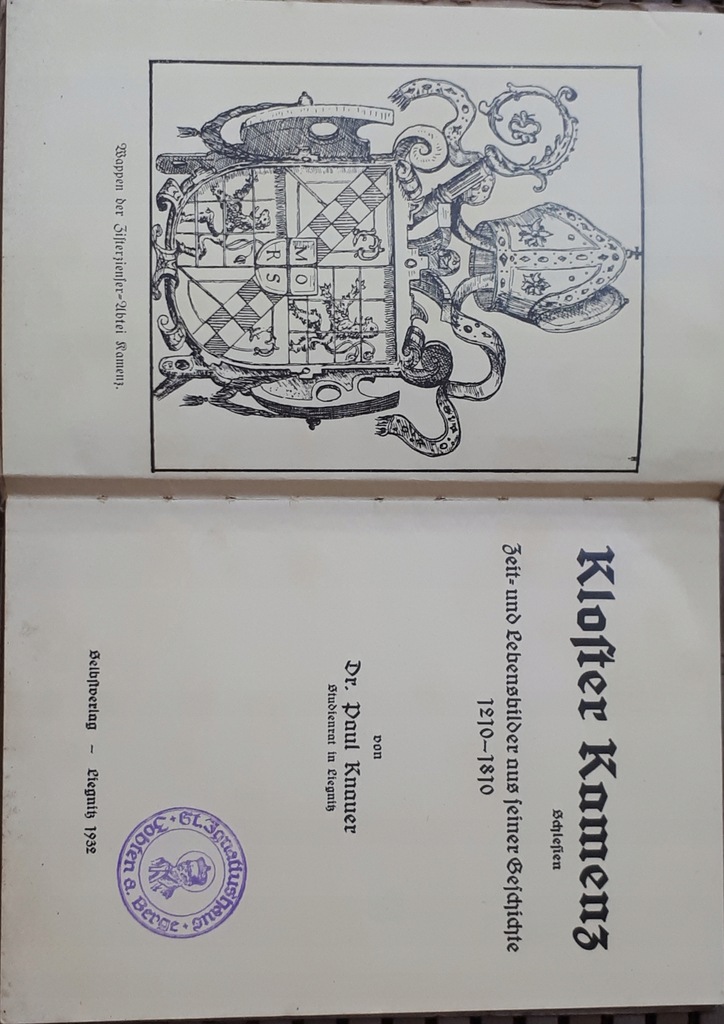 Wappen der Zisterzienser-Abtei Kamenz.
M O
R S
Kloster Kamenz
Schlesien
Zeit- und Lebensbilder aus seiner Geschichte
1210–1810
von
Dr. Paul Knauer
Studienrat in Liegnitz
Selbstverlag – Liegnitz 1932
St. Ignatiushaus
Zobten a. Berge